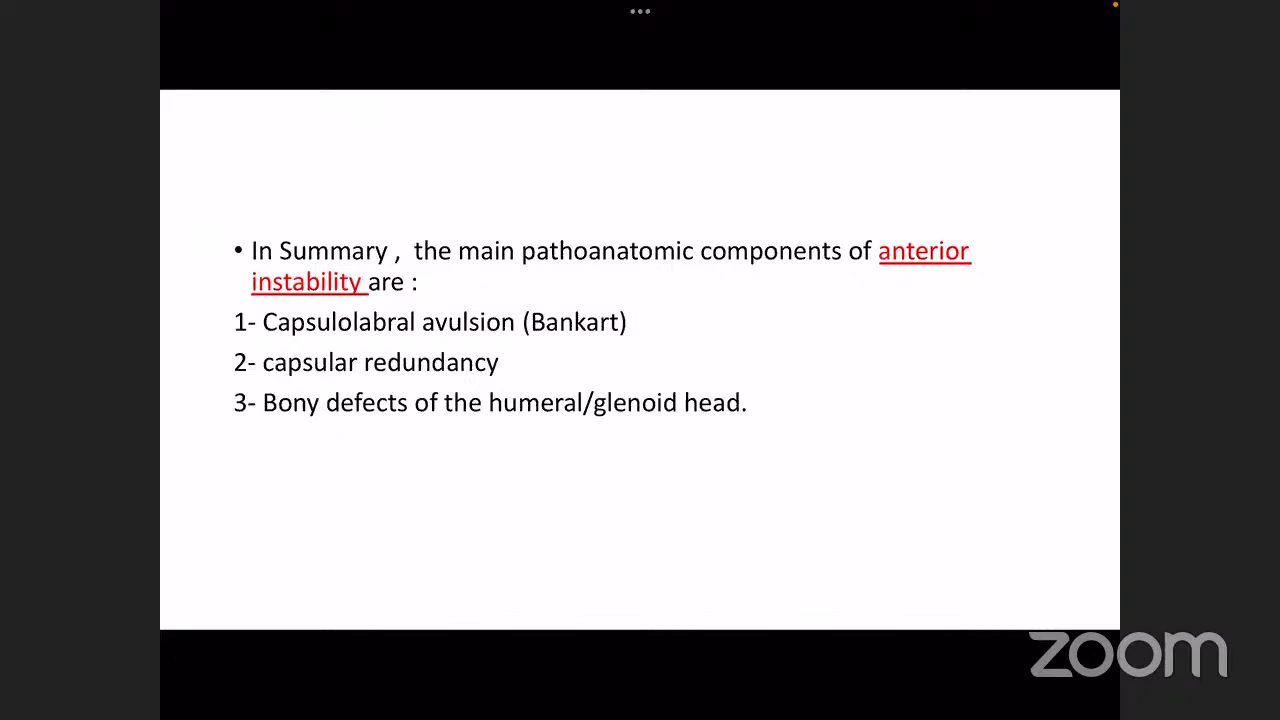 • In Summary , the main pathoanatomic components of anterior
instability are :
1- Capsulolabral avulsion (Bankart)
2- capsular redundancy
3- Bony defects of the humeral/glenoid head.
zoom